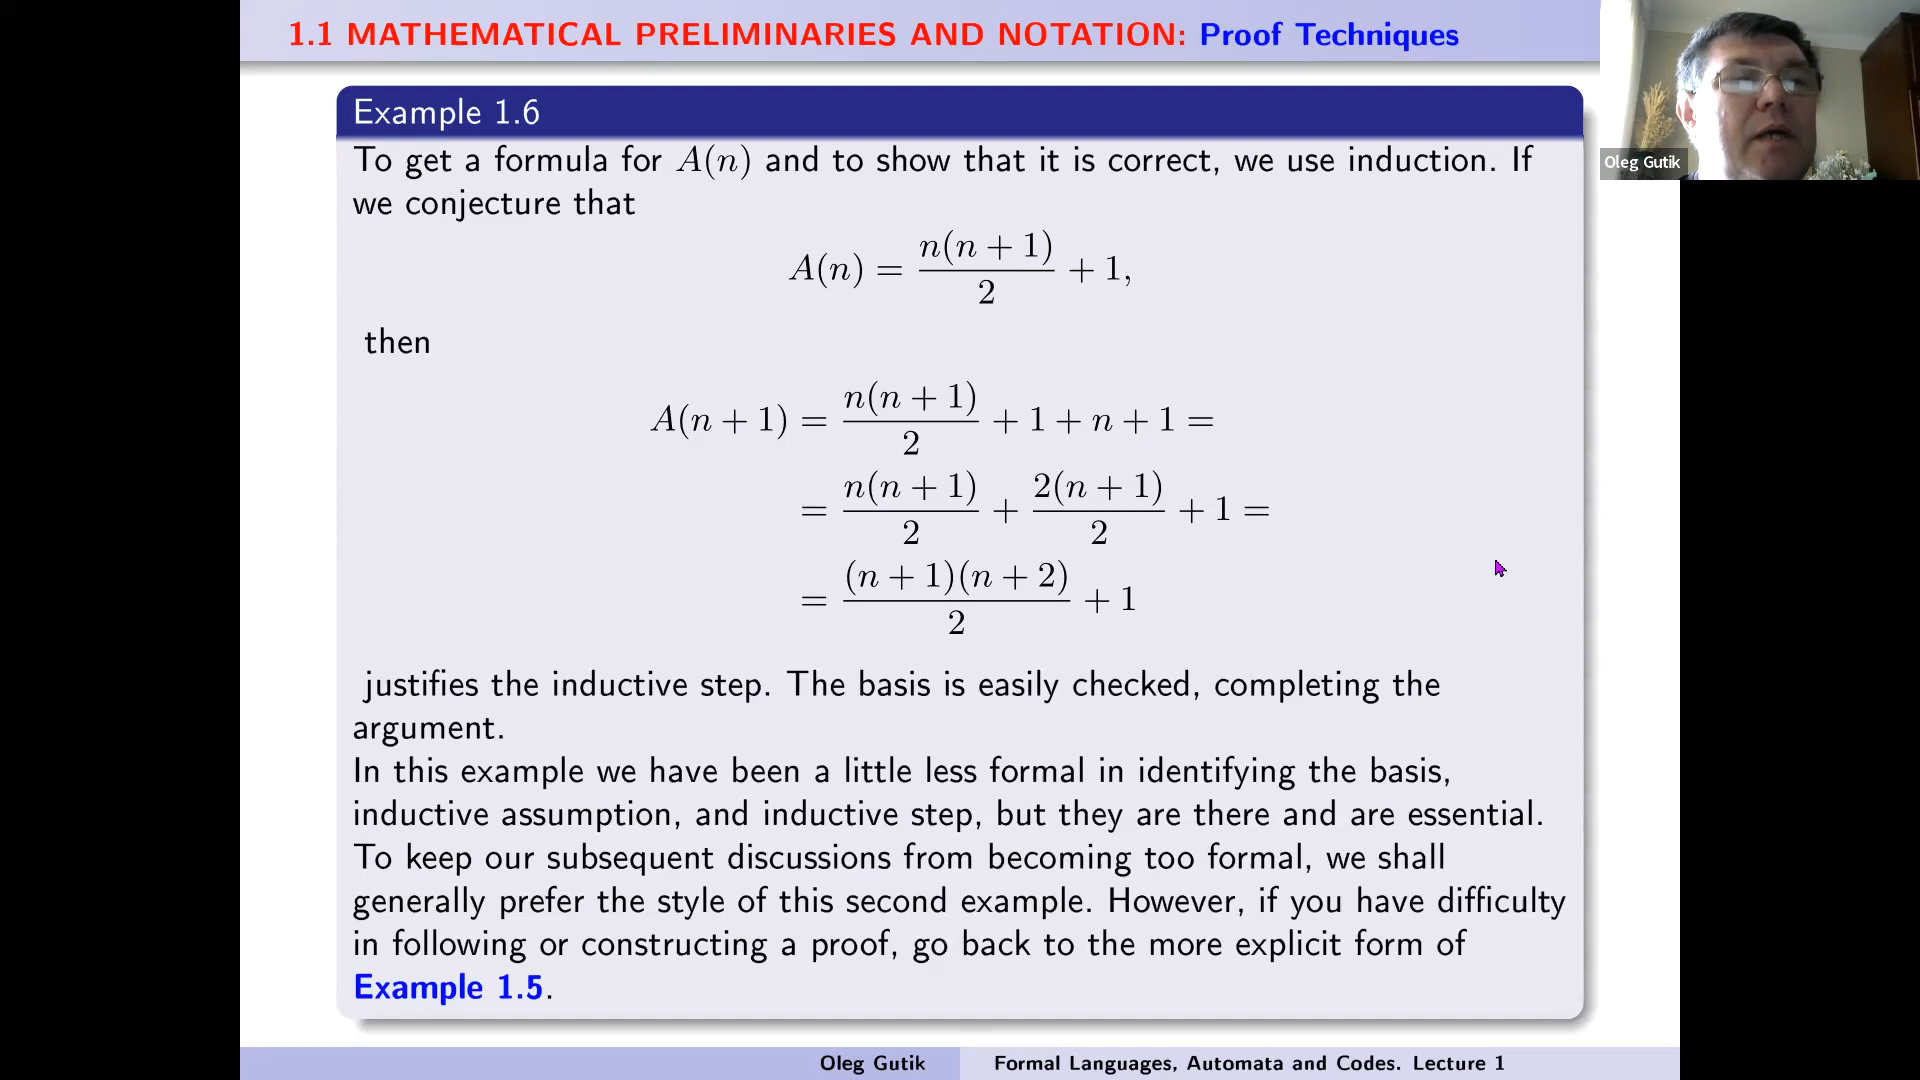 1.1 MATHEMATICAL PRELIMINARIES AND NOTATION: Proof Techniques
Example 1.6
To get a formula for A(n) and to show that it is correct, we use induction. If
we conjecture that
A(n) = n(n + 1)/2 + 1,
then
A(n + 1) = n(n + 1)/2 + 1 + n + 1 =
= n(n + 1)/2 + 2(n + 1)/2 + 1 =
= (n + 1)(n + 2)/2 + 1
justifies the inductive step. The basis is easily checked, completing the
argument.
In this example we have been a little less formal in identifying the basis,
inductive assumption, and inductive step, but they are there and are essential.
To keep our subsequent discussions from becoming too formal, we shall
generally prefer the style of this second example. However, if you have difficulty
in following or constructing a proof, go back to the more explicit form of
Example 1.5.
Oleg Gutik
Oleg Gutik Formal Languages, Automata and Codes. Lecture 1